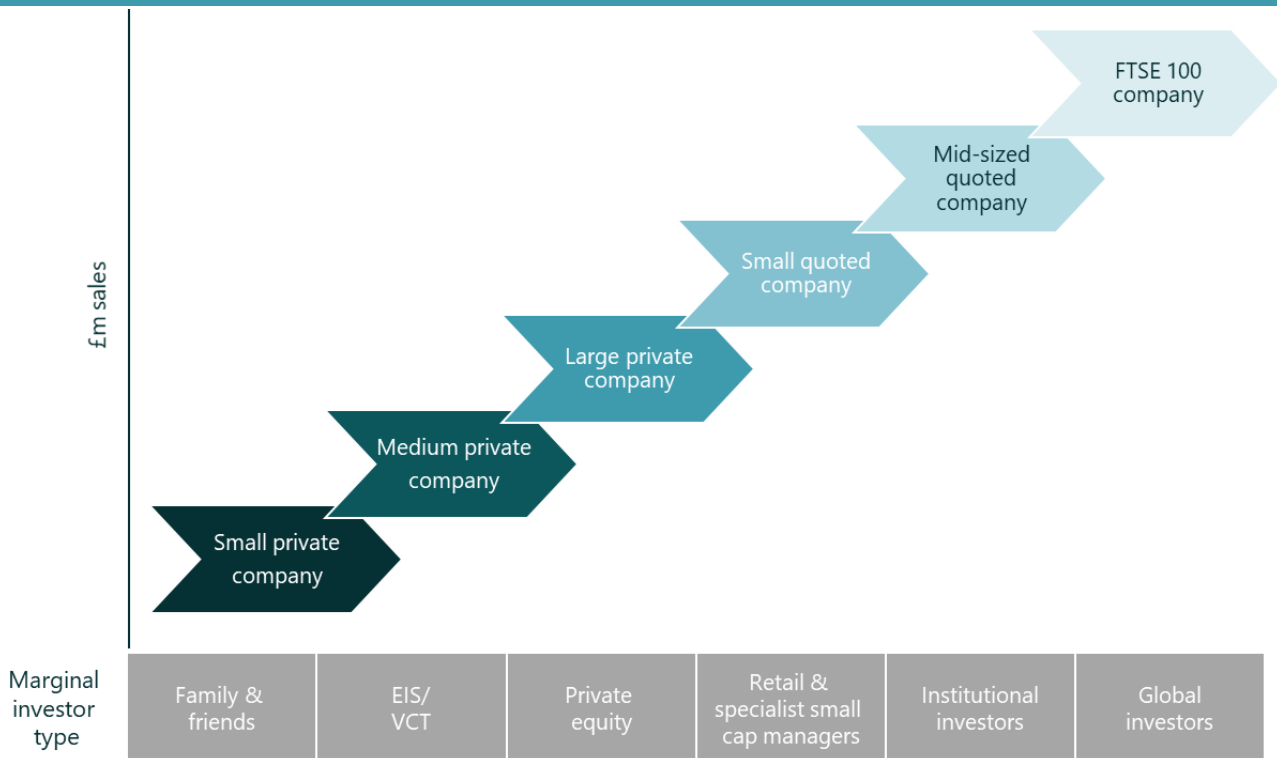 FTSE 100
company
Mid-sized
quoted
company
Small quoted
company
£m sales
Large private
company
Medium private
company
Small private
company
Marginal
investor
type
Family &
friends
EIS/
VCT
Private
equity
Retail &
specialist small
cap managers
Institutional
investors
Global
investors